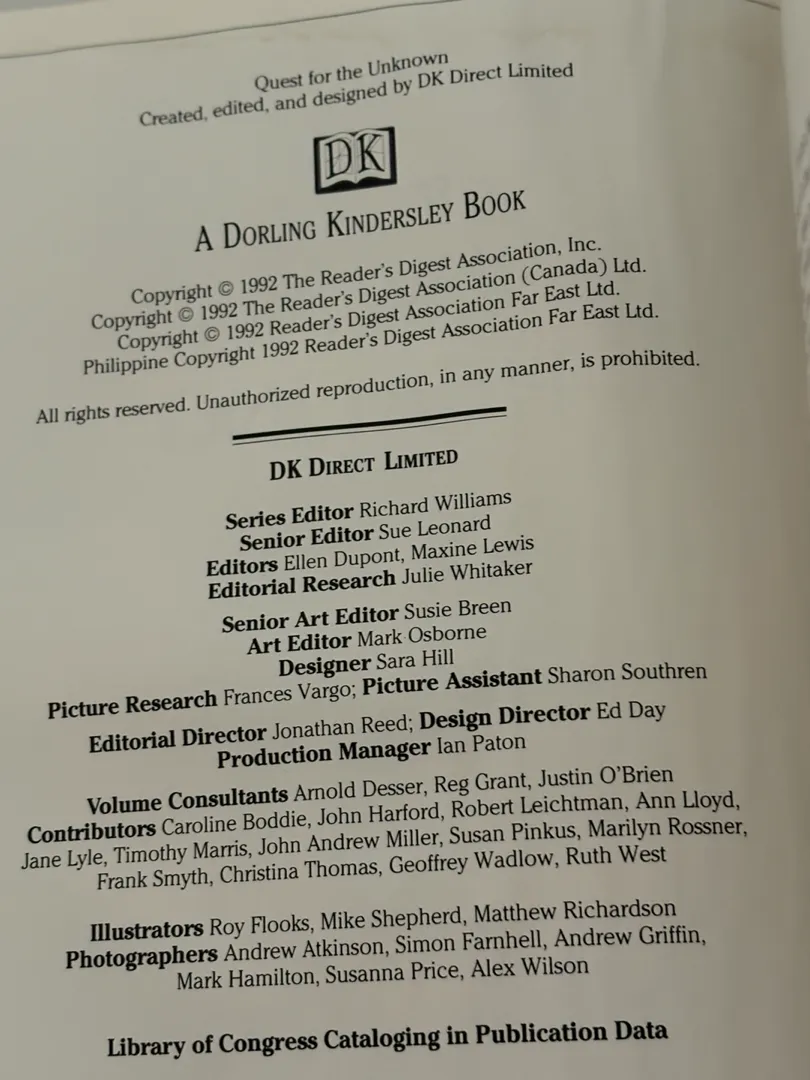 Quest for the Unknown
Created, edited, and designed by DK Direct Limited
DK
A DORLING KINDERSLEY BOOK
Copyright © 1992 The Reader's Digest Association, Inc.
Copyright © 1992 The Reader's Digest Association (Canada) Ltd.
Copyright © 1992 Reader's Digest Association Far East Ltd.
Philippine Copyright 1992 Reader's Digest Association Far East Ltd.
All rights reserved. Unauthorized reproduction, in any manner, is prohibited.
DK DIRECT LIMITED
Series Editor Richard Williams
Senior Editor Sue Leonard
Editors Ellen Dupont, Maxine Lewis
Editorial Research Julie Whitaker
Senior Art Editor Susie Breen
Art Editor Mark Osborne
Designer Sara Hill
Picture Research Frances Vargo; Picture Assistant Sharon Southren
Editorial Director Jonathan Reed; Design Director Ed Day
Production Manager Ian Paton
Volume Consultants Arnold Desser, Reg Grant, Justin O'Brien
Contributors Caroline Boddie, John Harford, Robert Leichtman, Ann Lloyd,
Jane Lyle, Timothy Marris, John Andrew Miller, Susan Pinkus, Marilyn Rossner,
Frank Smyth, Christina Thomas, Geoffrey Wadlow, Ruth West
Illustrators Roy Flooks, Mike Shepherd, Matthew Richardson
Photographers Andrew Atkinson, Simon Farnhell, Andrew Griffin,
Mark Hamilton, Susanna Price, Alex Wilson
Library of Congress Cataloging in Publication Data